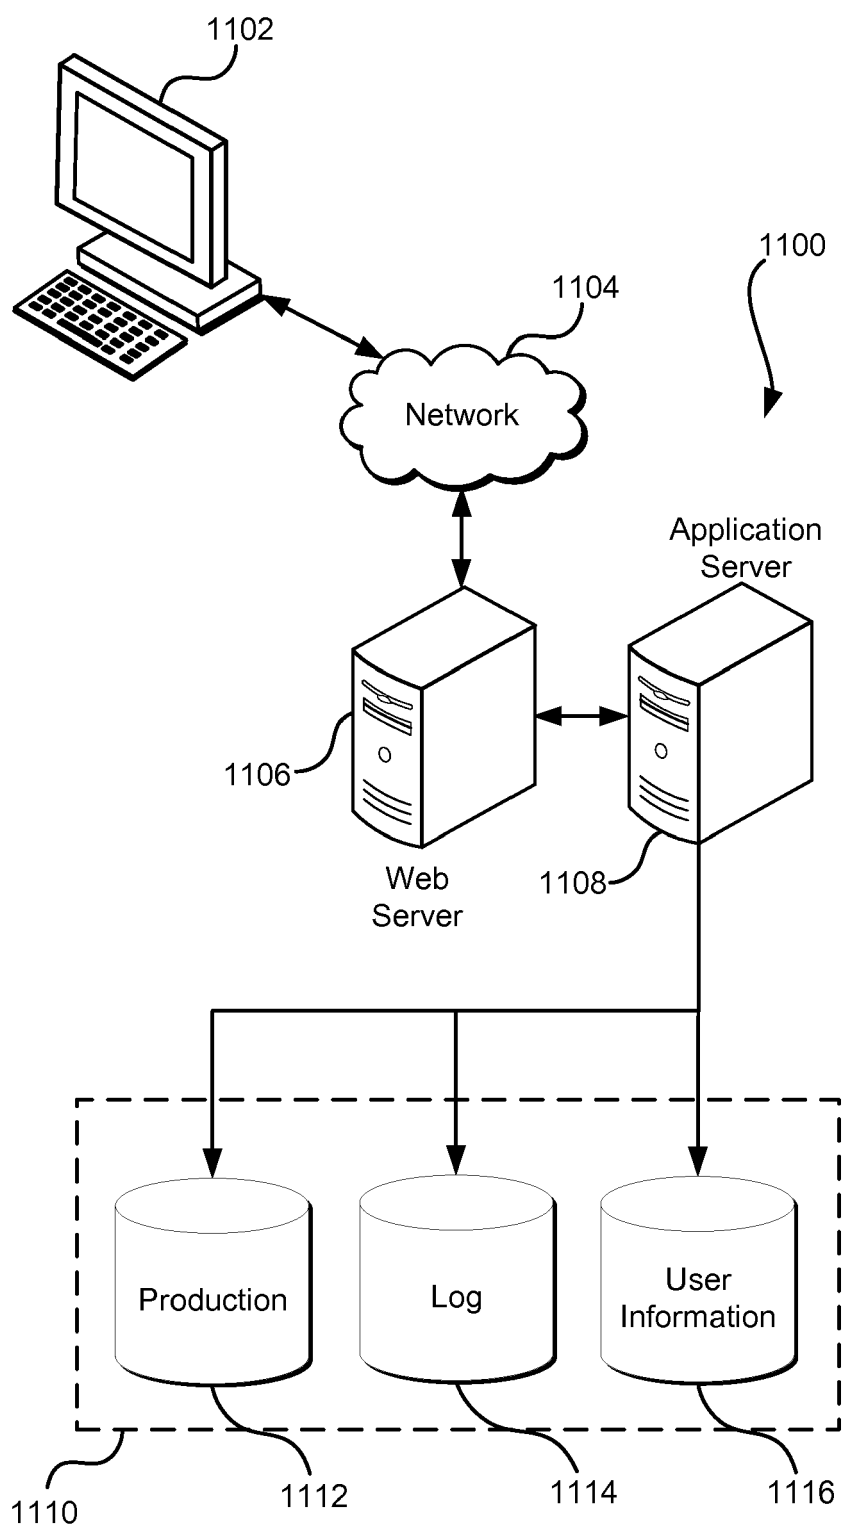 1102
1100
1104
Network
Application
Server
1106
1108
Web
Server
Production
Log
User
Information
1110
1112
1114
1116